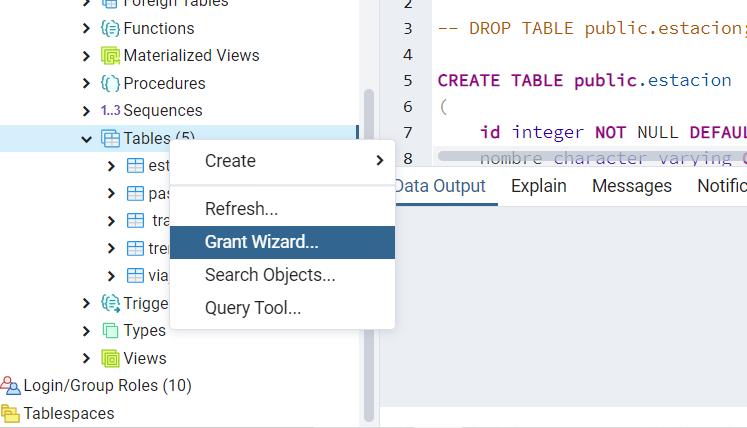 Foreign Tables
Functions
Materialized Views
Procedures
1..3 Sequences
Tables (5)
Trigge
Types
Views
Login/Group Roles (10)
Tablespaces
Create
Refresh...
Grant Wizard...
Search Objects...
Query Tool...
2
3 -- DROP TABLE public.estacion;
4
5 CREATE TABLE public.estacion
6 (
7 id integer NOT NULL DEFAUL
8 nombre character varying
Data Output Explain Messages Notific
est
pas
tra
tre
via